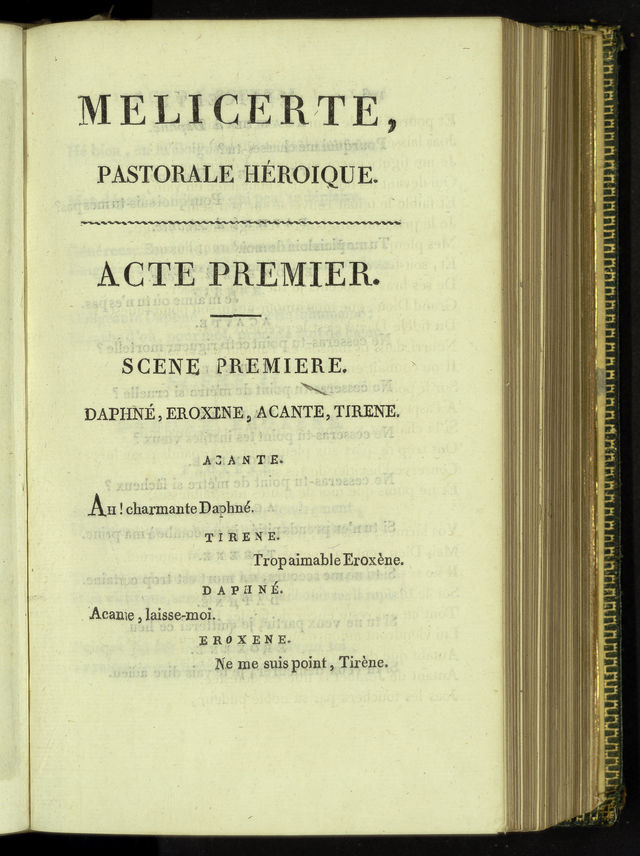 MELICERTE,
PASTORALE HÉROIQUE.
ACTE PREMIER.
SCENE PREMIERE.
DAPHNÉ, EROXENE, ACANTE, TIRENE.
ACANTE.
AH! charmante Daphné.
TIRENE.
Trop aimable Eroxène.
DAPHNÉ.
Acante, laisse-moi.
EROXENE.
Ne me suis point, Tirène.